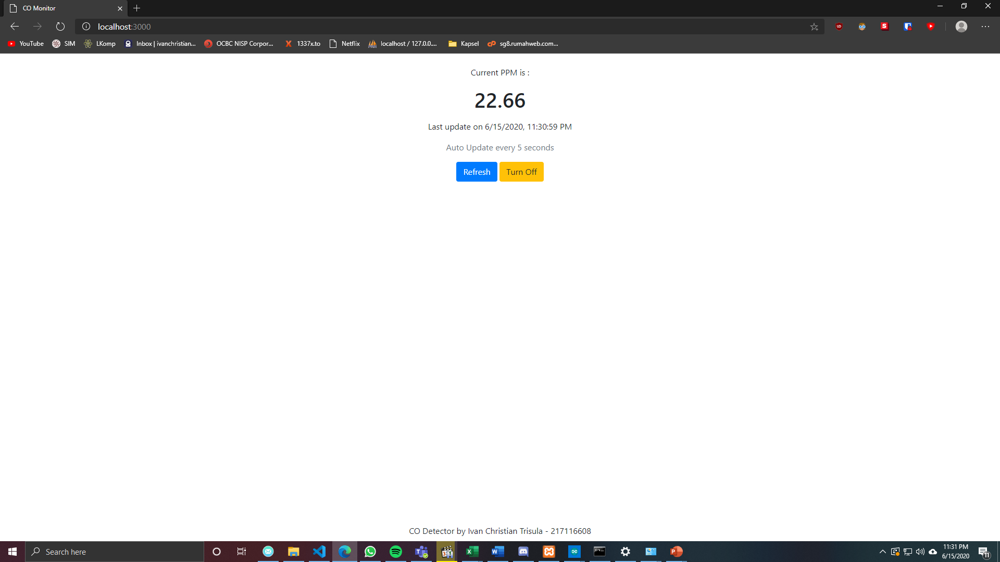 CO Monitor
localhost:3000
YouTube SIM LKomp Inbox | ivanchristian... OCBC NISP Corpor... 1337x.to Netflix localhost / 127.0.0.... Kapsel sg8.rumahweb.com...
Current PPM is :
22.66
Last update on 6/15/2020, 11:30:59 PM
Auto Update every 5 seconds
Refresh Turn Off
CO Detector by Ivan Christian Trisula - 217116608
Search here
11:31 PM
6/15/2020
11